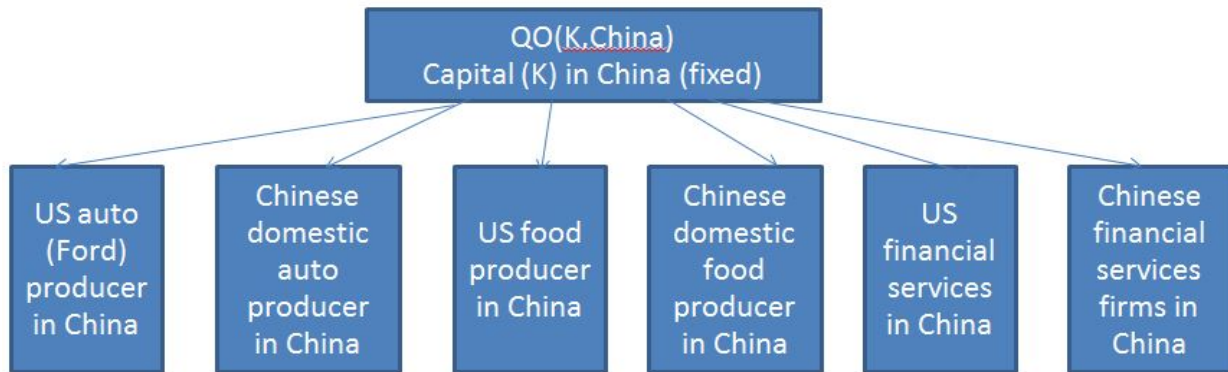 QO(K,China)
Capital (K) in China (fixed)
US auto
(Ford)
producer
in China
Chinese
domestic
auto
producer
in China
US food
producer
in China
Chinese
domestic
food
producer
in China
US
financial
services
in China
Chinese
financial
services
firms in
China